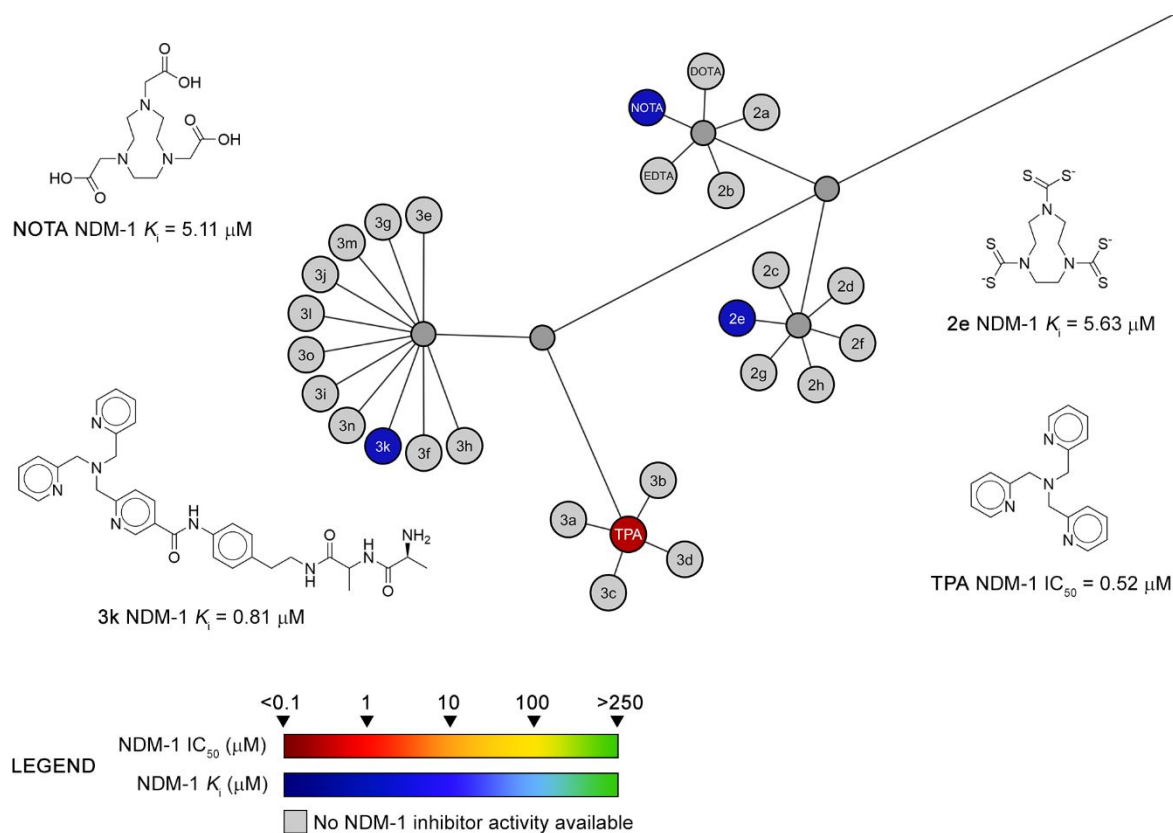 NOTA NDM-1 Ki = 5.11 μM
O
OH
N
OH
N
N
HO
O
O
DOTA
NOTA
2a
EDTA
2b
3e
3g
3m
3j
3l
3o
3i
3n
3k
3f
3h
2c
2d
2e
2f
2g
2h
S
S-
N
S
S-
N
N
-S
S
2e NDM-1 Ki = 5.63 μM
N
N
N
N
H
N
O
O
N
H
H
N
O
NH2
3k NDM-1 Ki = 0.81 μM
3b
3a
TPA
3d
3c
N
N
N
N
TPA NDM-1 IC50 = 0.52 μM
<0.1 1 10 100 >250
LEGEND
NDM-1 IC50 (μM)
NDM-1 Ki (μM)
No NDM-1 inhibitor activity available